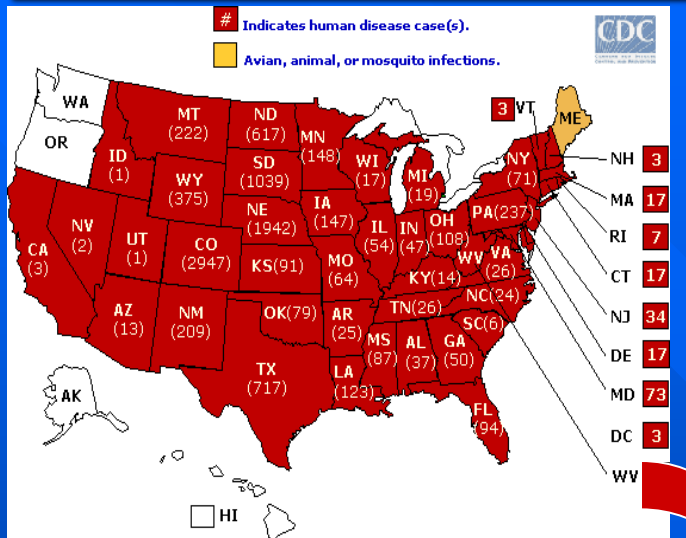 # Indicates human disease case(s).
Avian, animal, or mosquito infections.
CDC
WA
OR
MT
(222)
ND
(617)
MN
(148)
3 VT
ME
ID
(1)
WY
(375)
SD
(1039)
WI
(17)
MI
(19)
NY
(71)
NH 3
NV
(2)
UT
(1)
CO
(2947)
NE
(1942)
IA
(147)
IL
(54)
IN
(47)
OH
(108)
PA(237)
MA 17
CA
(3)
KS(91)
MO
(64)
KY(14)
WV
VA
(26)
RI 7
AZ
(13)
NM
(209)
OK(79)
AR
(25)
TN(26)
NC(24)
SC(6)
CT 17
TX
(717)
LA
(123)
MS
(87)
AL
(37)
GA
(50)
NJ 34
FL
(94)
DE 17
MD 73
DC 3
WV
AK
HI